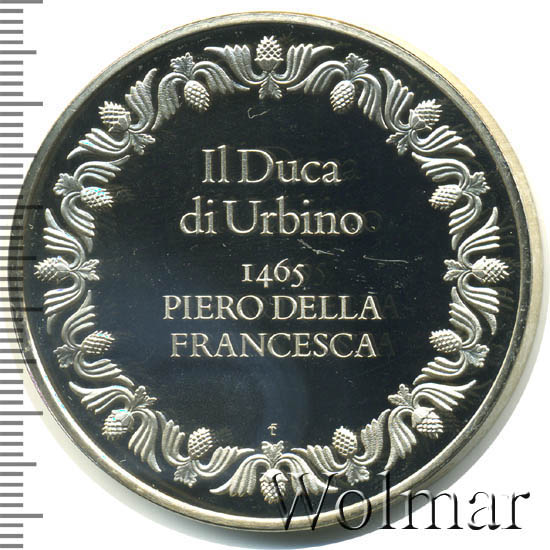 Il Duca
di Urbino
1465
PIERO DELLA
FRANCESCA
f
Wolmar